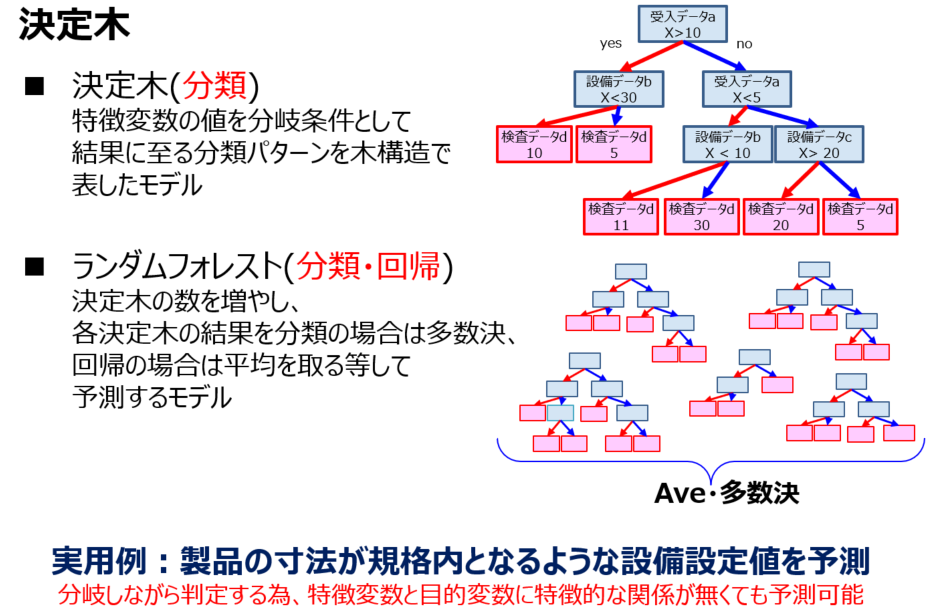 決定木
■ 決定木(分類)
特徴変数の値を分岐条件として
結果に至る分類パターンを木構造で
表したモデル
受入データa
X>10
yes
no
設備データb
X<30
受入データa
X<5
検査データd
10
検査データd
5
設備データb
X < 10
設備データc
X> 20
検査データd
11
検査データd
30
検査データd
20
検査データd
5
■ ランダムフォレスト(分類・回帰)
決定木の数を増やし、
各決定木の結果を分類の場合は多数決、
回帰の場合は平均を取る等して
予測するモデル
Ave・多数決
実用例：製品の寸法が規格内となるような設備設定値を予測
分岐しながら判定する為、特徴変数と目的変数に特徴的な関係が無くても予測可能